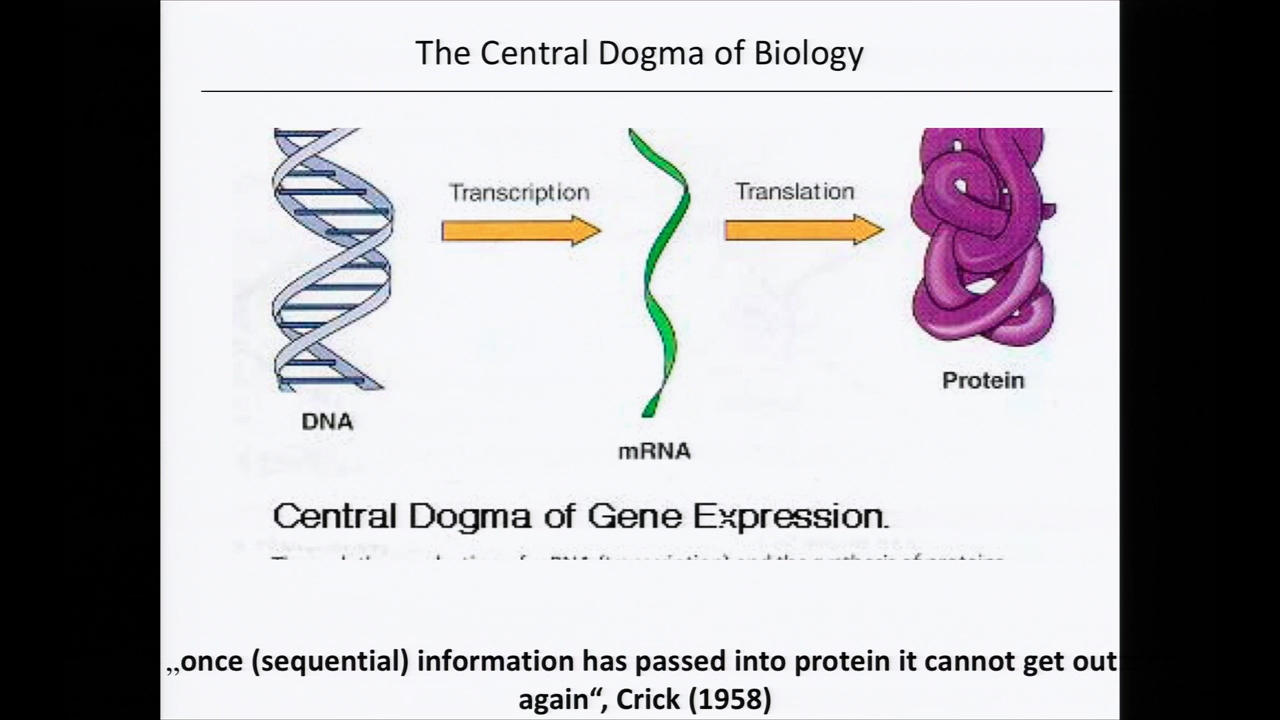 The Central Dogma of Biology
Transcription
Translation
DNA
mRNA
Protein
Central Dogma of Gene Expression.
„once (sequential) information has passed into protein it cannot get out
again“, Crick (1958)